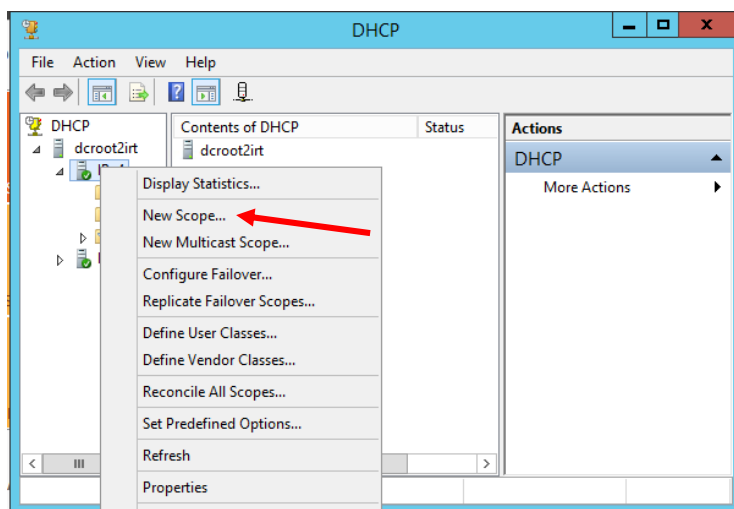 DHCP
File Action View Help
DHCP
dcroot2irt
Contents of DHCP Status
dcroot2irt
Actions
DHCP
More Actions
Display Statistics...
New Scope...
New Multicast Scope...
Configure Failover...
Replicate Failover Scopes...
Define User Classes...
Define Vendor Classes...
Reconcile All Scopes...
Set Predefined Options...
Refresh
Properties